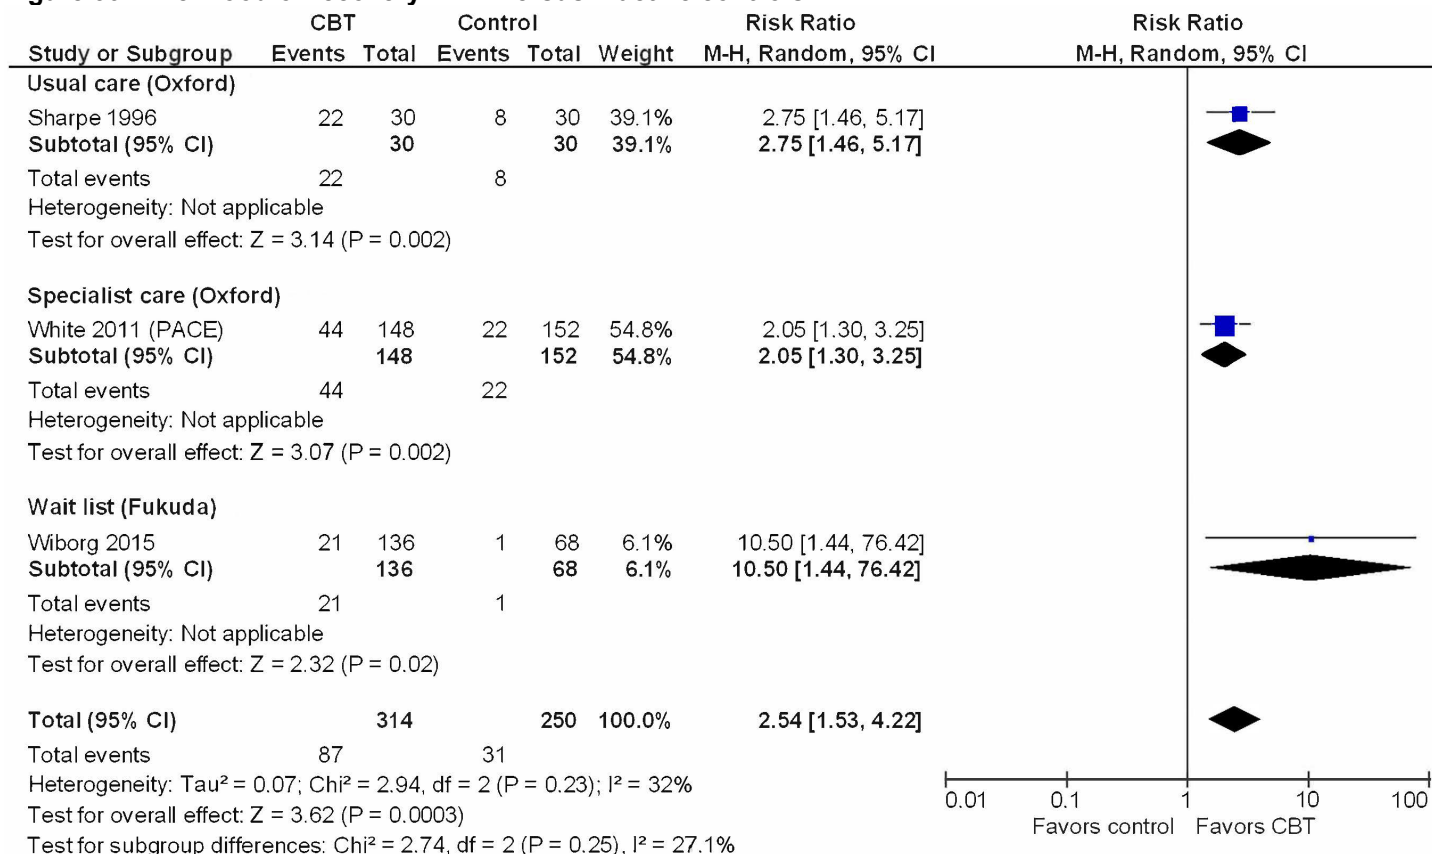 CBT Control Risk Ratio Risk Ratio
Study or Subgroup Events Total Events Total Weight M-H, Random, 95% CI M-H, Random, 95% CI
Usual care (Oxford)
Sharpe 1996 22 30 8 30 39.1% 2.75 [1.46, 5.17]
Subtotal (95% CI) 30 30 39.1% 2.75 [1.46, 5.17]
Total events 22 8
Heterogeneity: Not applicable
Test for overall effect: Z = 3.14 (P = 0.002)
Specialist care (Oxford)
White 2011 (PACE) 44 148 22 152 54.8% 2.05 [1.30, 3.25]
Subtotal (95% CI) 148 152 54.8% 2.05 [1.30, 3.25]
Total events 44 22
Heterogeneity: Not applicable
Test for overall effect: Z = 3.07 (P = 0.002)
Wait list (Fukuda)
Wiborg 2015 21 136 1 68 6.1% 10.50 [1.44, 76.42]
Subtotal (95% CI) 136 68 6.1% 10.50 [1.44, 76.42]
Total events 21 1
Heterogeneity: Not applicable
Test for overall effect: Z = 2.32 (P = 0.02)
Total (95% CI) 314 250 100.0% 2.54 [1.53, 4.22]
Total events 87 31
Heterogeneity: Tau² = 0.07; Chi² = 2.94, df = 2 (P = 0.23); I² = 32%
Test for overall effect: Z = 3.62 (P = 0.0003)
Test for subgroup differences: Chi² = 2.74, df = 2 (P = 0.25), I² = 27.1%
0.01 0.1 1 10 100
Favors control Favors CBT